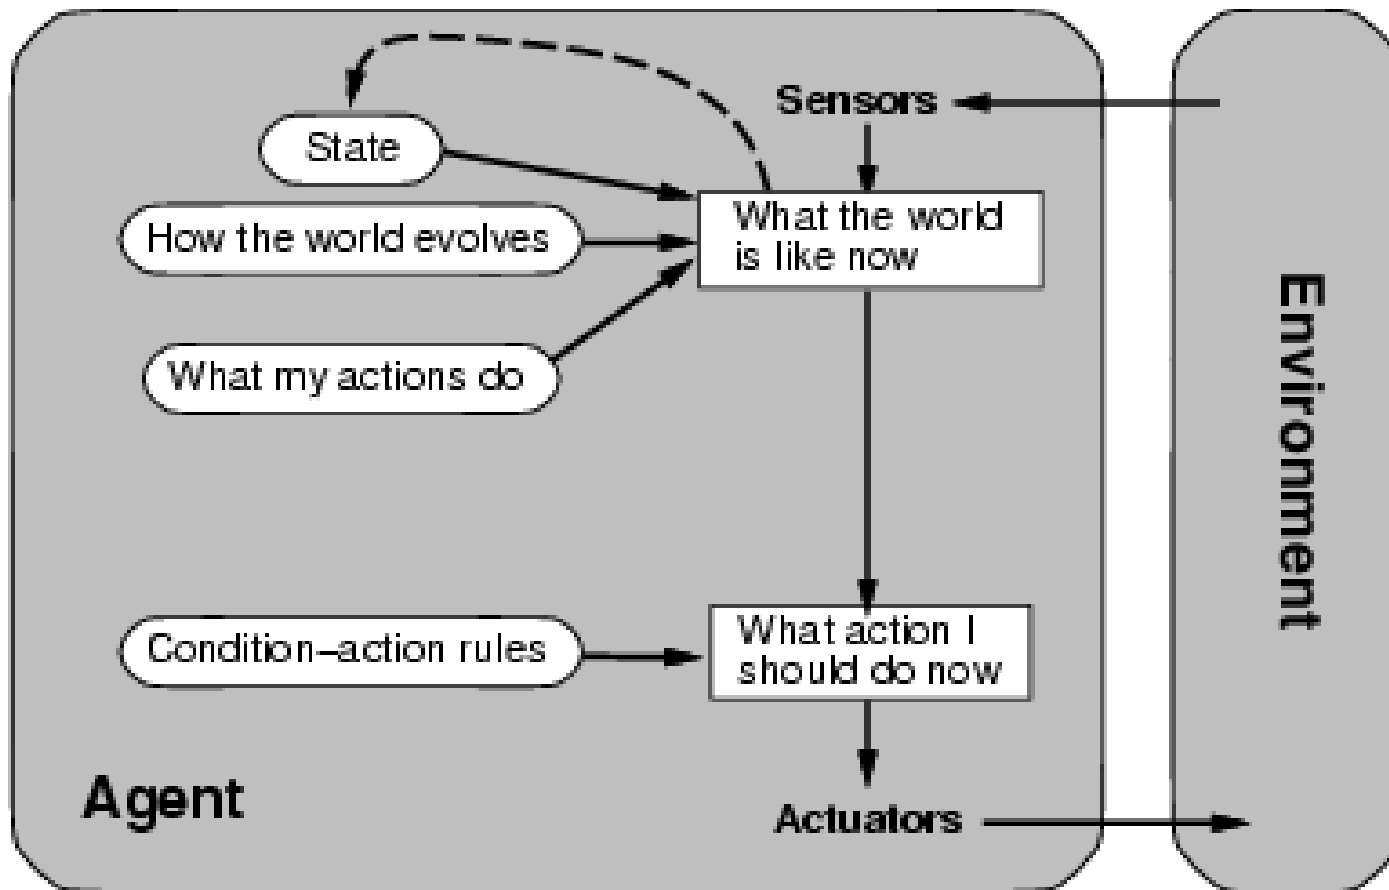 Sensors
State
What the world
is like now
How the world evolves
What my actions do
Environment
Condition–action rules
What action I
should do now
Agent
Actuators